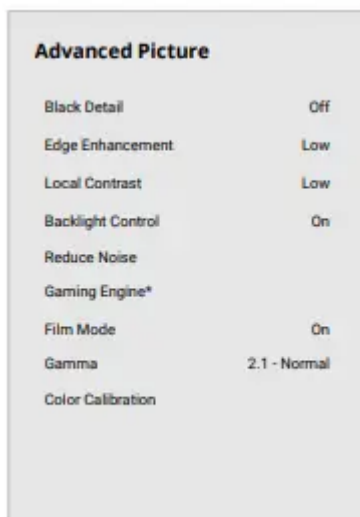 Advanced Picture
Black Detail Off
Edge Enhancement Low
Local Contrast Low
Backlight Control On
Reduce Noise
Gaming Engine*
Film Mode On
Gamma 2.1 - Normal
Color Calibration